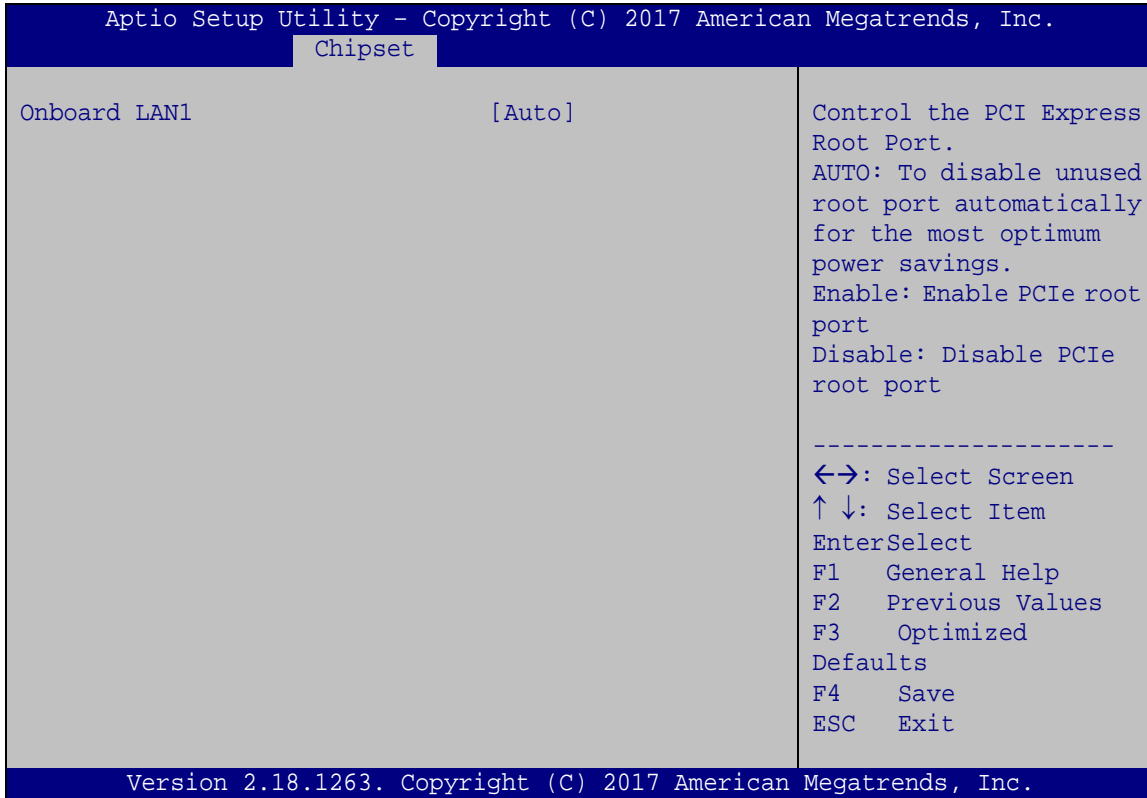 Aptio Setup Utility – Copyright (C) 2017 American Megatrends, Inc.
Chipset
Onboard LAN1 [Auto]
Control the PCI Express
Root Port.
AUTO: To disable unused
root port automatically
for the most optimum
power savings.
Enable: Enable PCIe root
port
Disable: Disable PCIe
root port
---------------------
←→: Select Screen
↑ ↓: Select Item
EnterSelect
F1 General Help
F2 Previous Values
F3 Optimized
Defaults
F4 Save
ESC Exit
Version 2.18.1263. Copyright (C) 2017 American Megatrends, Inc.